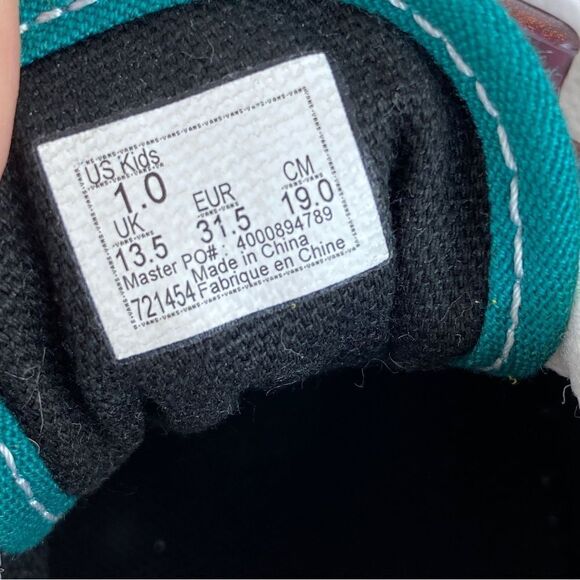 US Kids
1.0
UK EUR CM
13.5 31.5 19.0
Master PO#: 4000894789
Made in China
721454 Fabrique en Chine